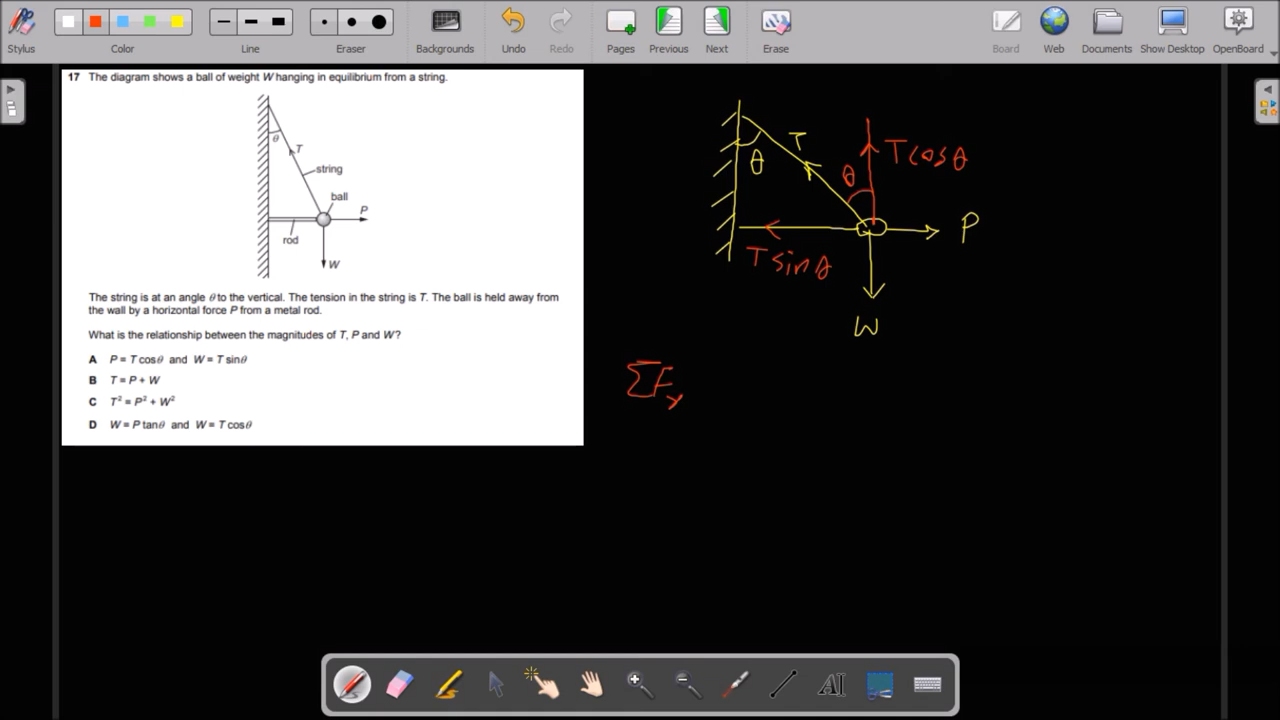 Stylus Color Line Eraser Backgrounds Undo Redo Pages Previous Next Erase Board Web Documents Show Desktop OpenBoard
17 The diagram shows a ball of weight W hanging in equilibrium from a string.
θ
T
string
ball
P
rod
W
The string is at an angle θ to the vertical. The tension in the string is T. The ball is held away from
the wall by a horizontal force P from a metal rod.
What is the relationship between the magnitudes of T, P and W?
A P = T cosθ and W = T sinθ
B T = P + W
C T² = P² + W²
D W = P tanθ and W = T cosθ
T
θ
θ
T cosθ
P
T sinθ
W
ΣFy
AI